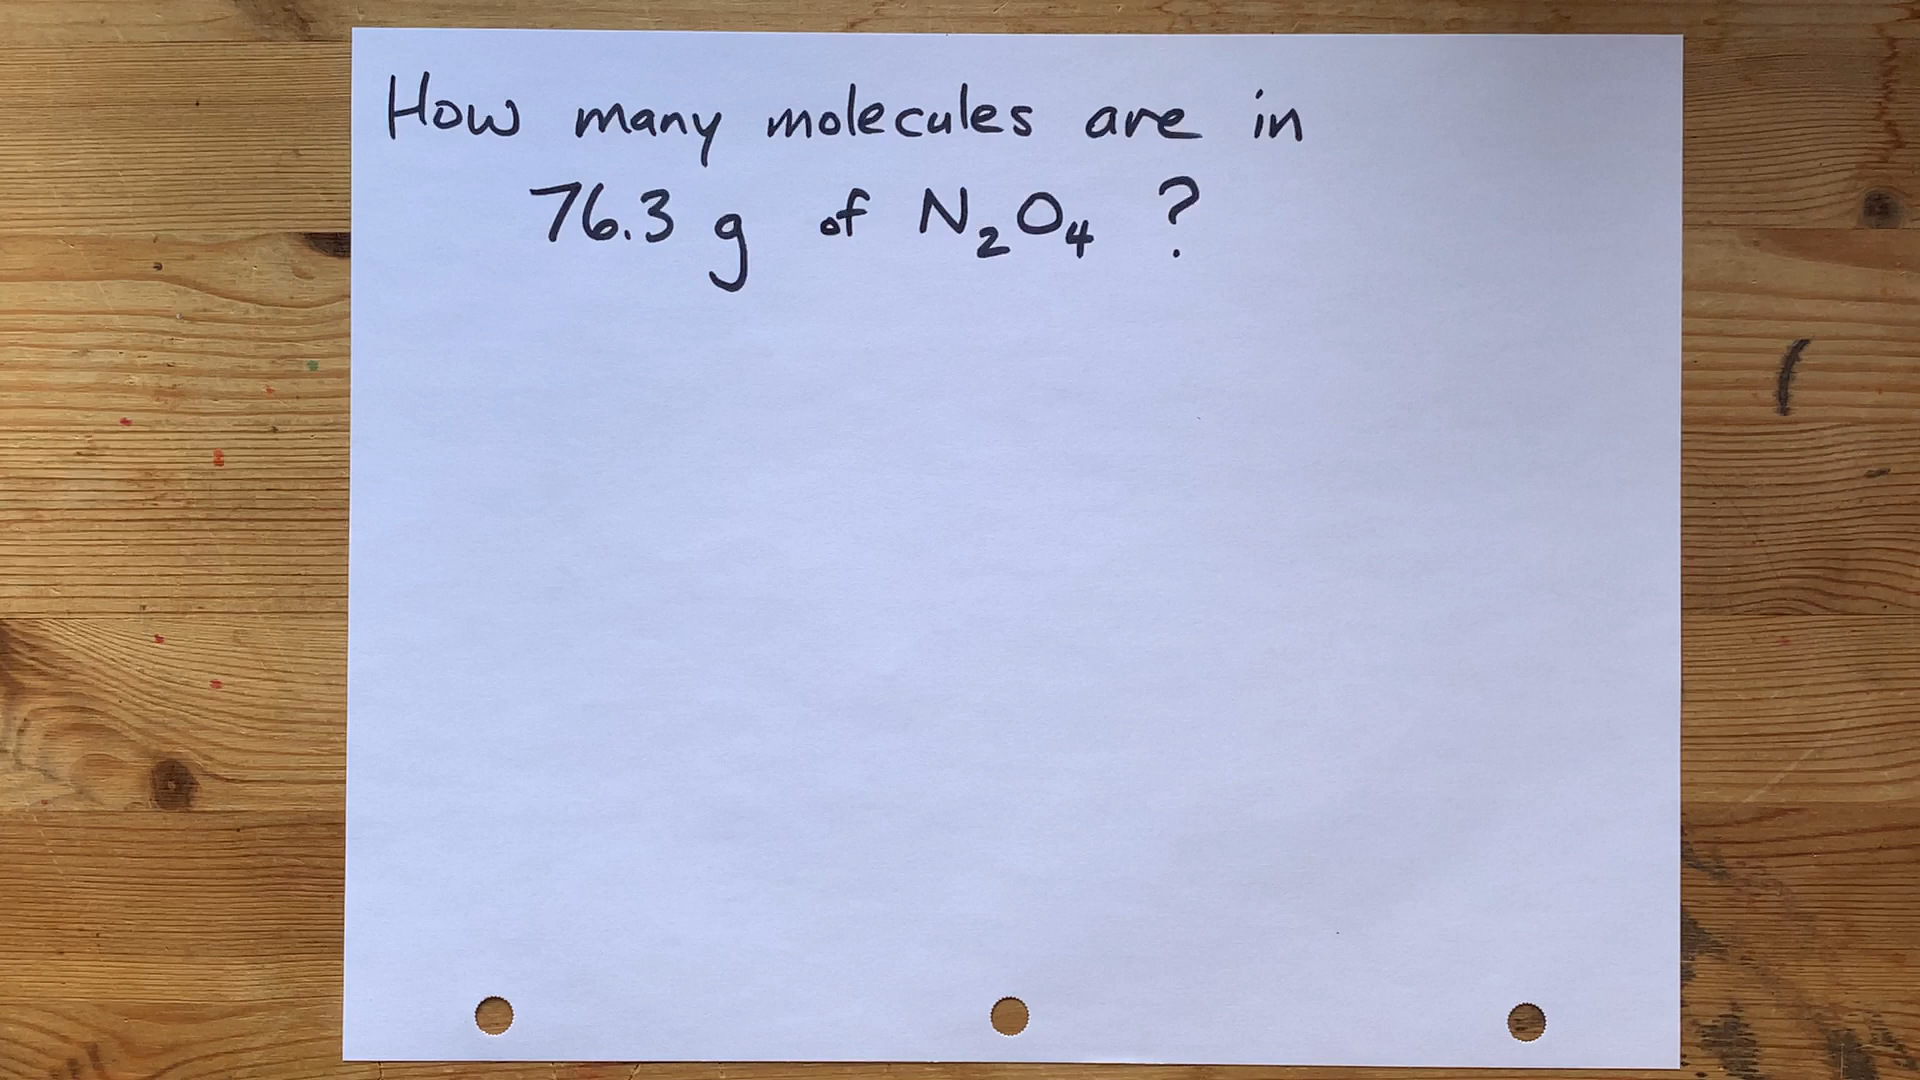 How many molecules are in
76.3 g of N₂O₄ ?